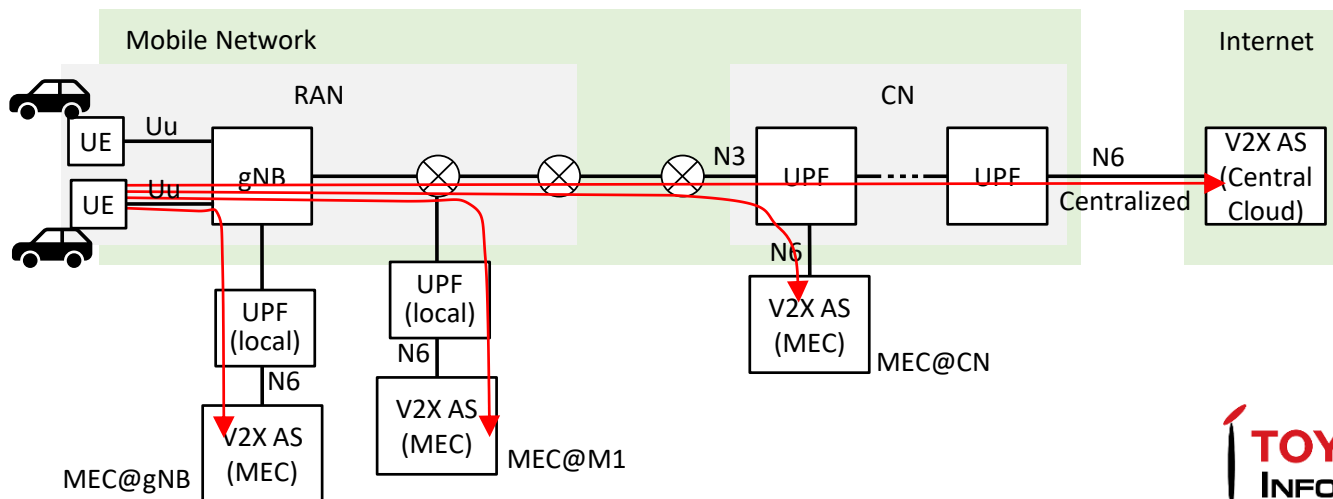 Mobile Network
Internet
RAN
CN
UE
Uu
gNB
N3
UPF
UPF
N6
Centralized
V2X AS
(Central
Cloud)
UE
Uu
N6
UPF
(local)
N6
V2X AS
(MEC)
MEC@gNB
UPF
(local)
N6
V2X AS
(MEC)
MEC@M1
V2X AS
(MEC)
MEC@CN
TOY
INFO